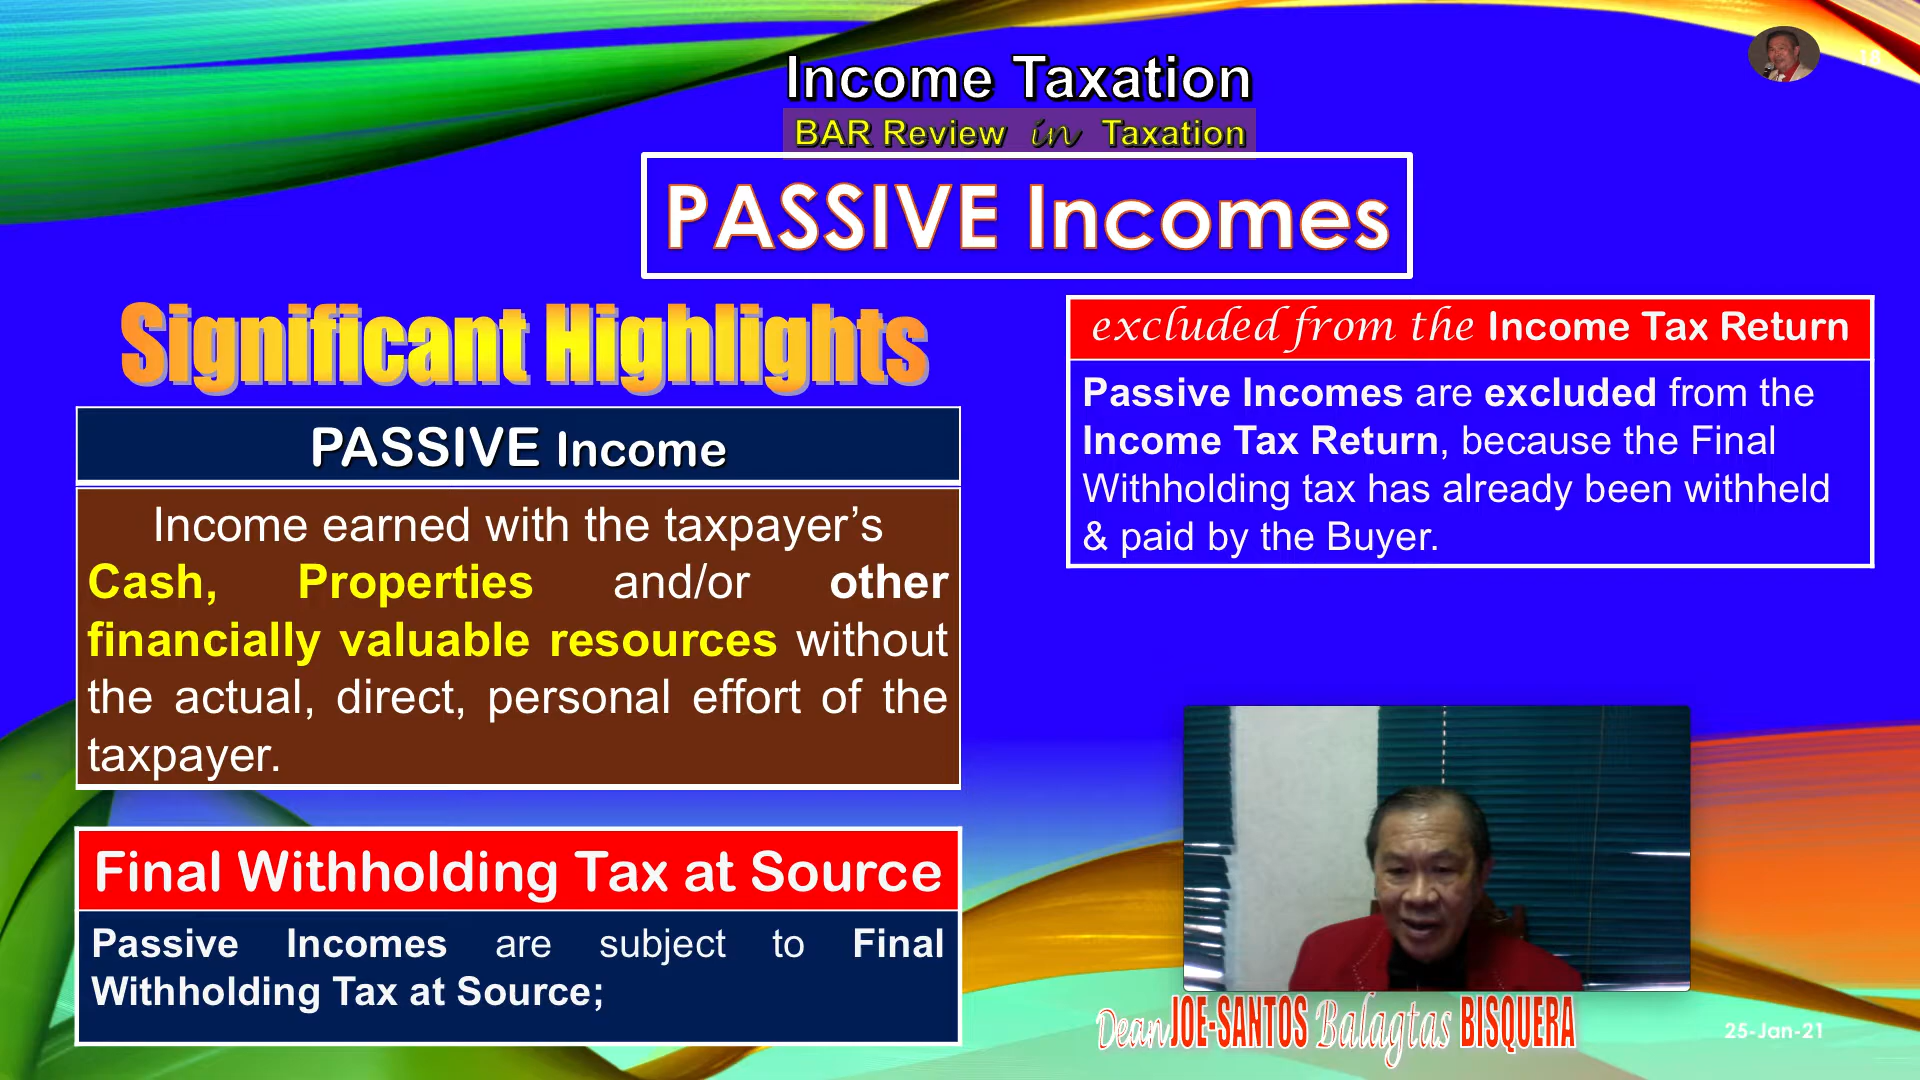 Income Taxation
BAR Review in Taxation
PASSIVE Incomes
Significant Highlights
PASSIVE Income
Income earned with the taxpayer’s
Cash, Properties and/or other
financially valuable resources without
the actual, direct, personal effort of the
taxpayer.
Final Withholding Tax at Source
Passive Incomes are subject to Final
Withholding Tax at Source;
excluded from the Income Tax Return
Passive Incomes are excluded from the
Income Tax Return, because the Final
Withholding tax has already been withheld
& paid by the Buyer.
Dean JOE-SANTOS Balagtas BISQUERA
25-Jan-21